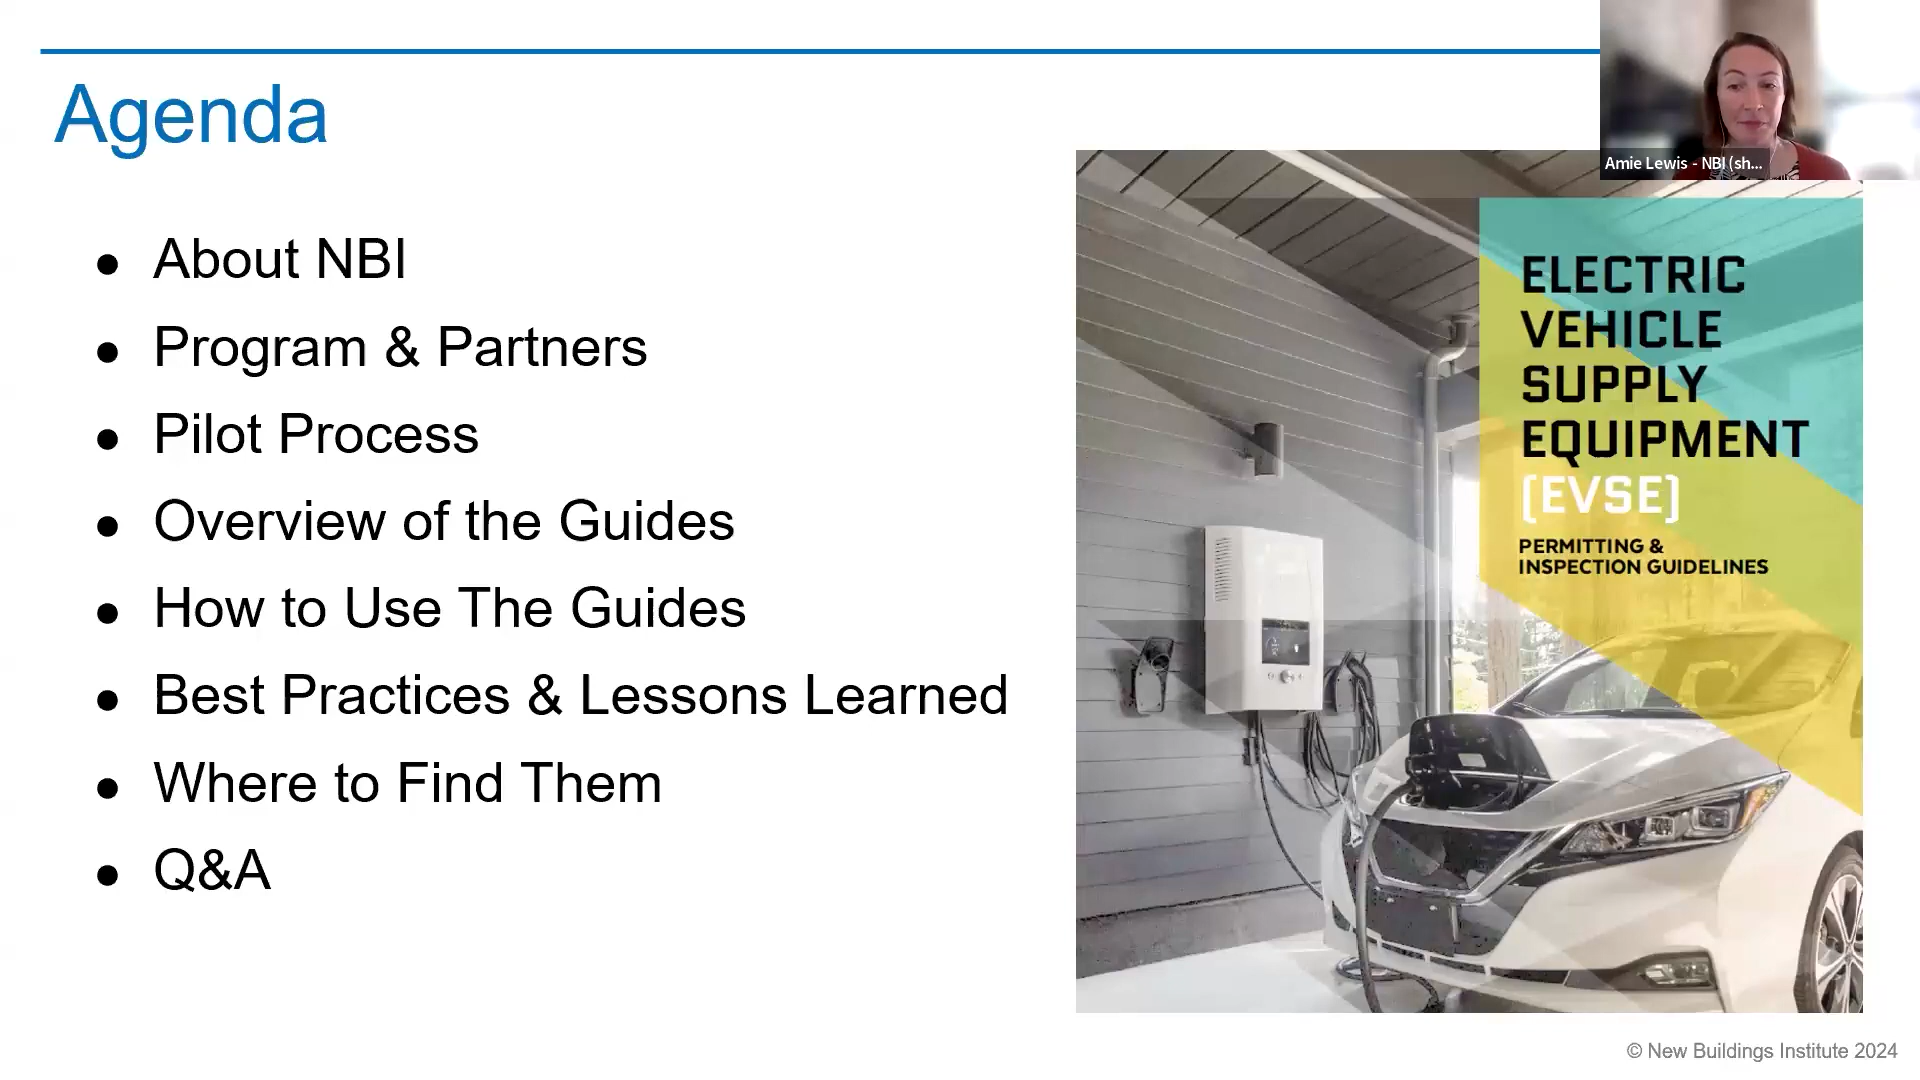 Agenda
Amie Lewis - NBI (sh...
● About NBI
● Program & Partners
● Pilot Process
● Overview of the Guides
● How to Use The Guides
● Best Practices & Lessons Learned
● Where to Find Them
● Q&A
ELECTRIC
VEHICLE
SUPPLY
EQUIPMENT
[EVSE]
PERMITTING &
INSPECTION GUIDELINES
© New Buildings Institute 2024